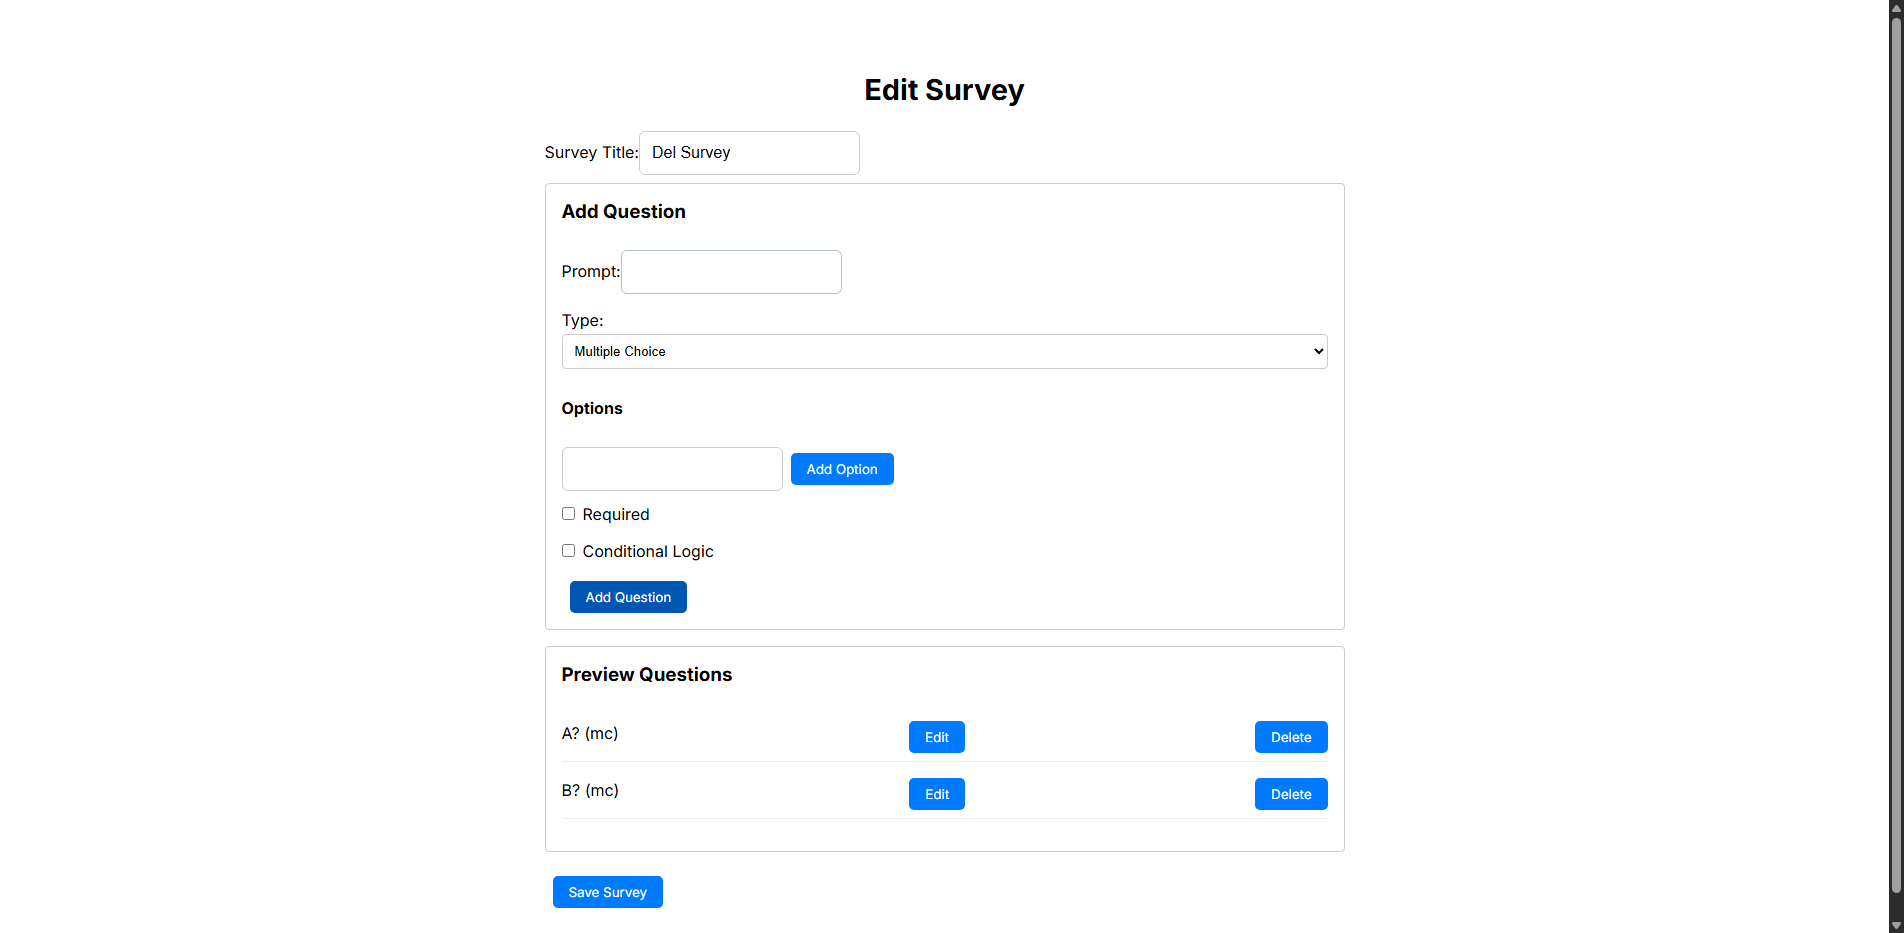 Edit Survey
Survey Title: Del Survey
Add Question
Prompt:
Type:
Multiple Choice
Options
Add Option
Required
Conditional Logic
Add Question
Preview Questions
A? (mc) Edit Delete
B? (mc) Edit Delete
Save Survey